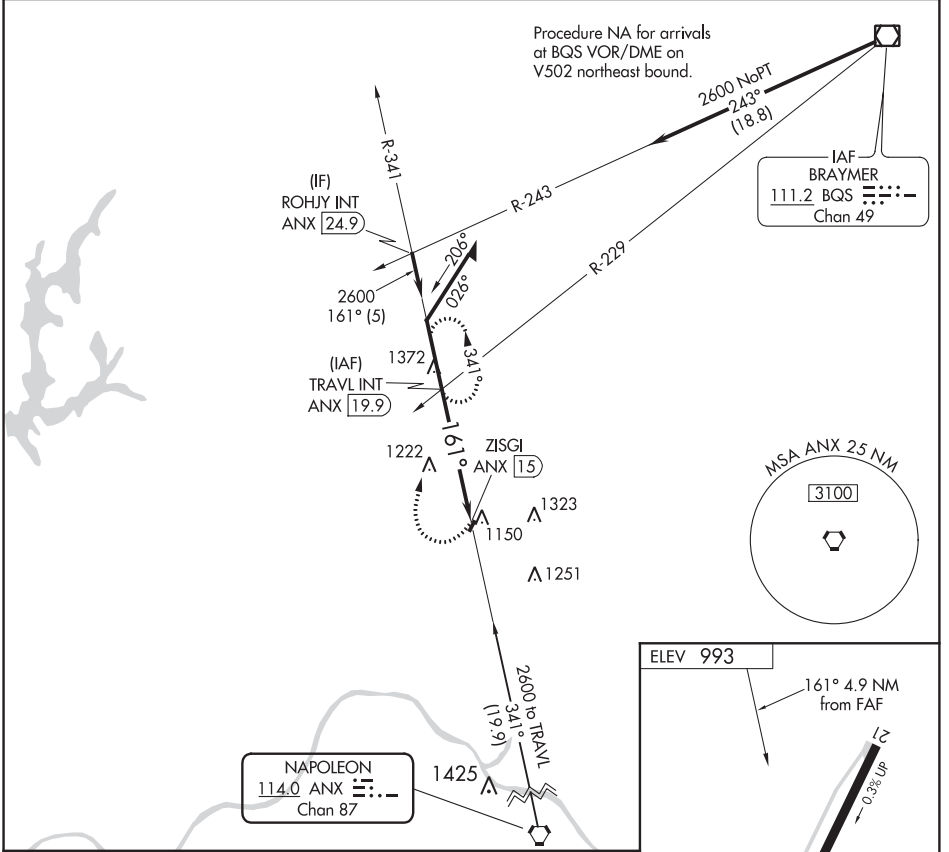 Procedure NA for arrivals
at BQS VOR/DME on
V502 northeast bound.
2600 NoPT
243°
(18.8)
IAF
BRAYMER
111.2 BQS
Chan 49
R-341
(IF)
ROHJY INT
ANX 24.9
R-243
R-229
206°
026°
2600
161° (5)
1372
341°
(IAF)
TRAVL INT
ANX 19.9
161°
1222
ZISGI
ANX 15
1323
1150
1251
MSA ANX 25 NM
3100
2600 to TRAVL
341°
(19.9)
NAPOLEON
114.0 ANX
Chan 87
1425
ELEV 993
161° 4.9 NM
from FAF
21
0.3% UP